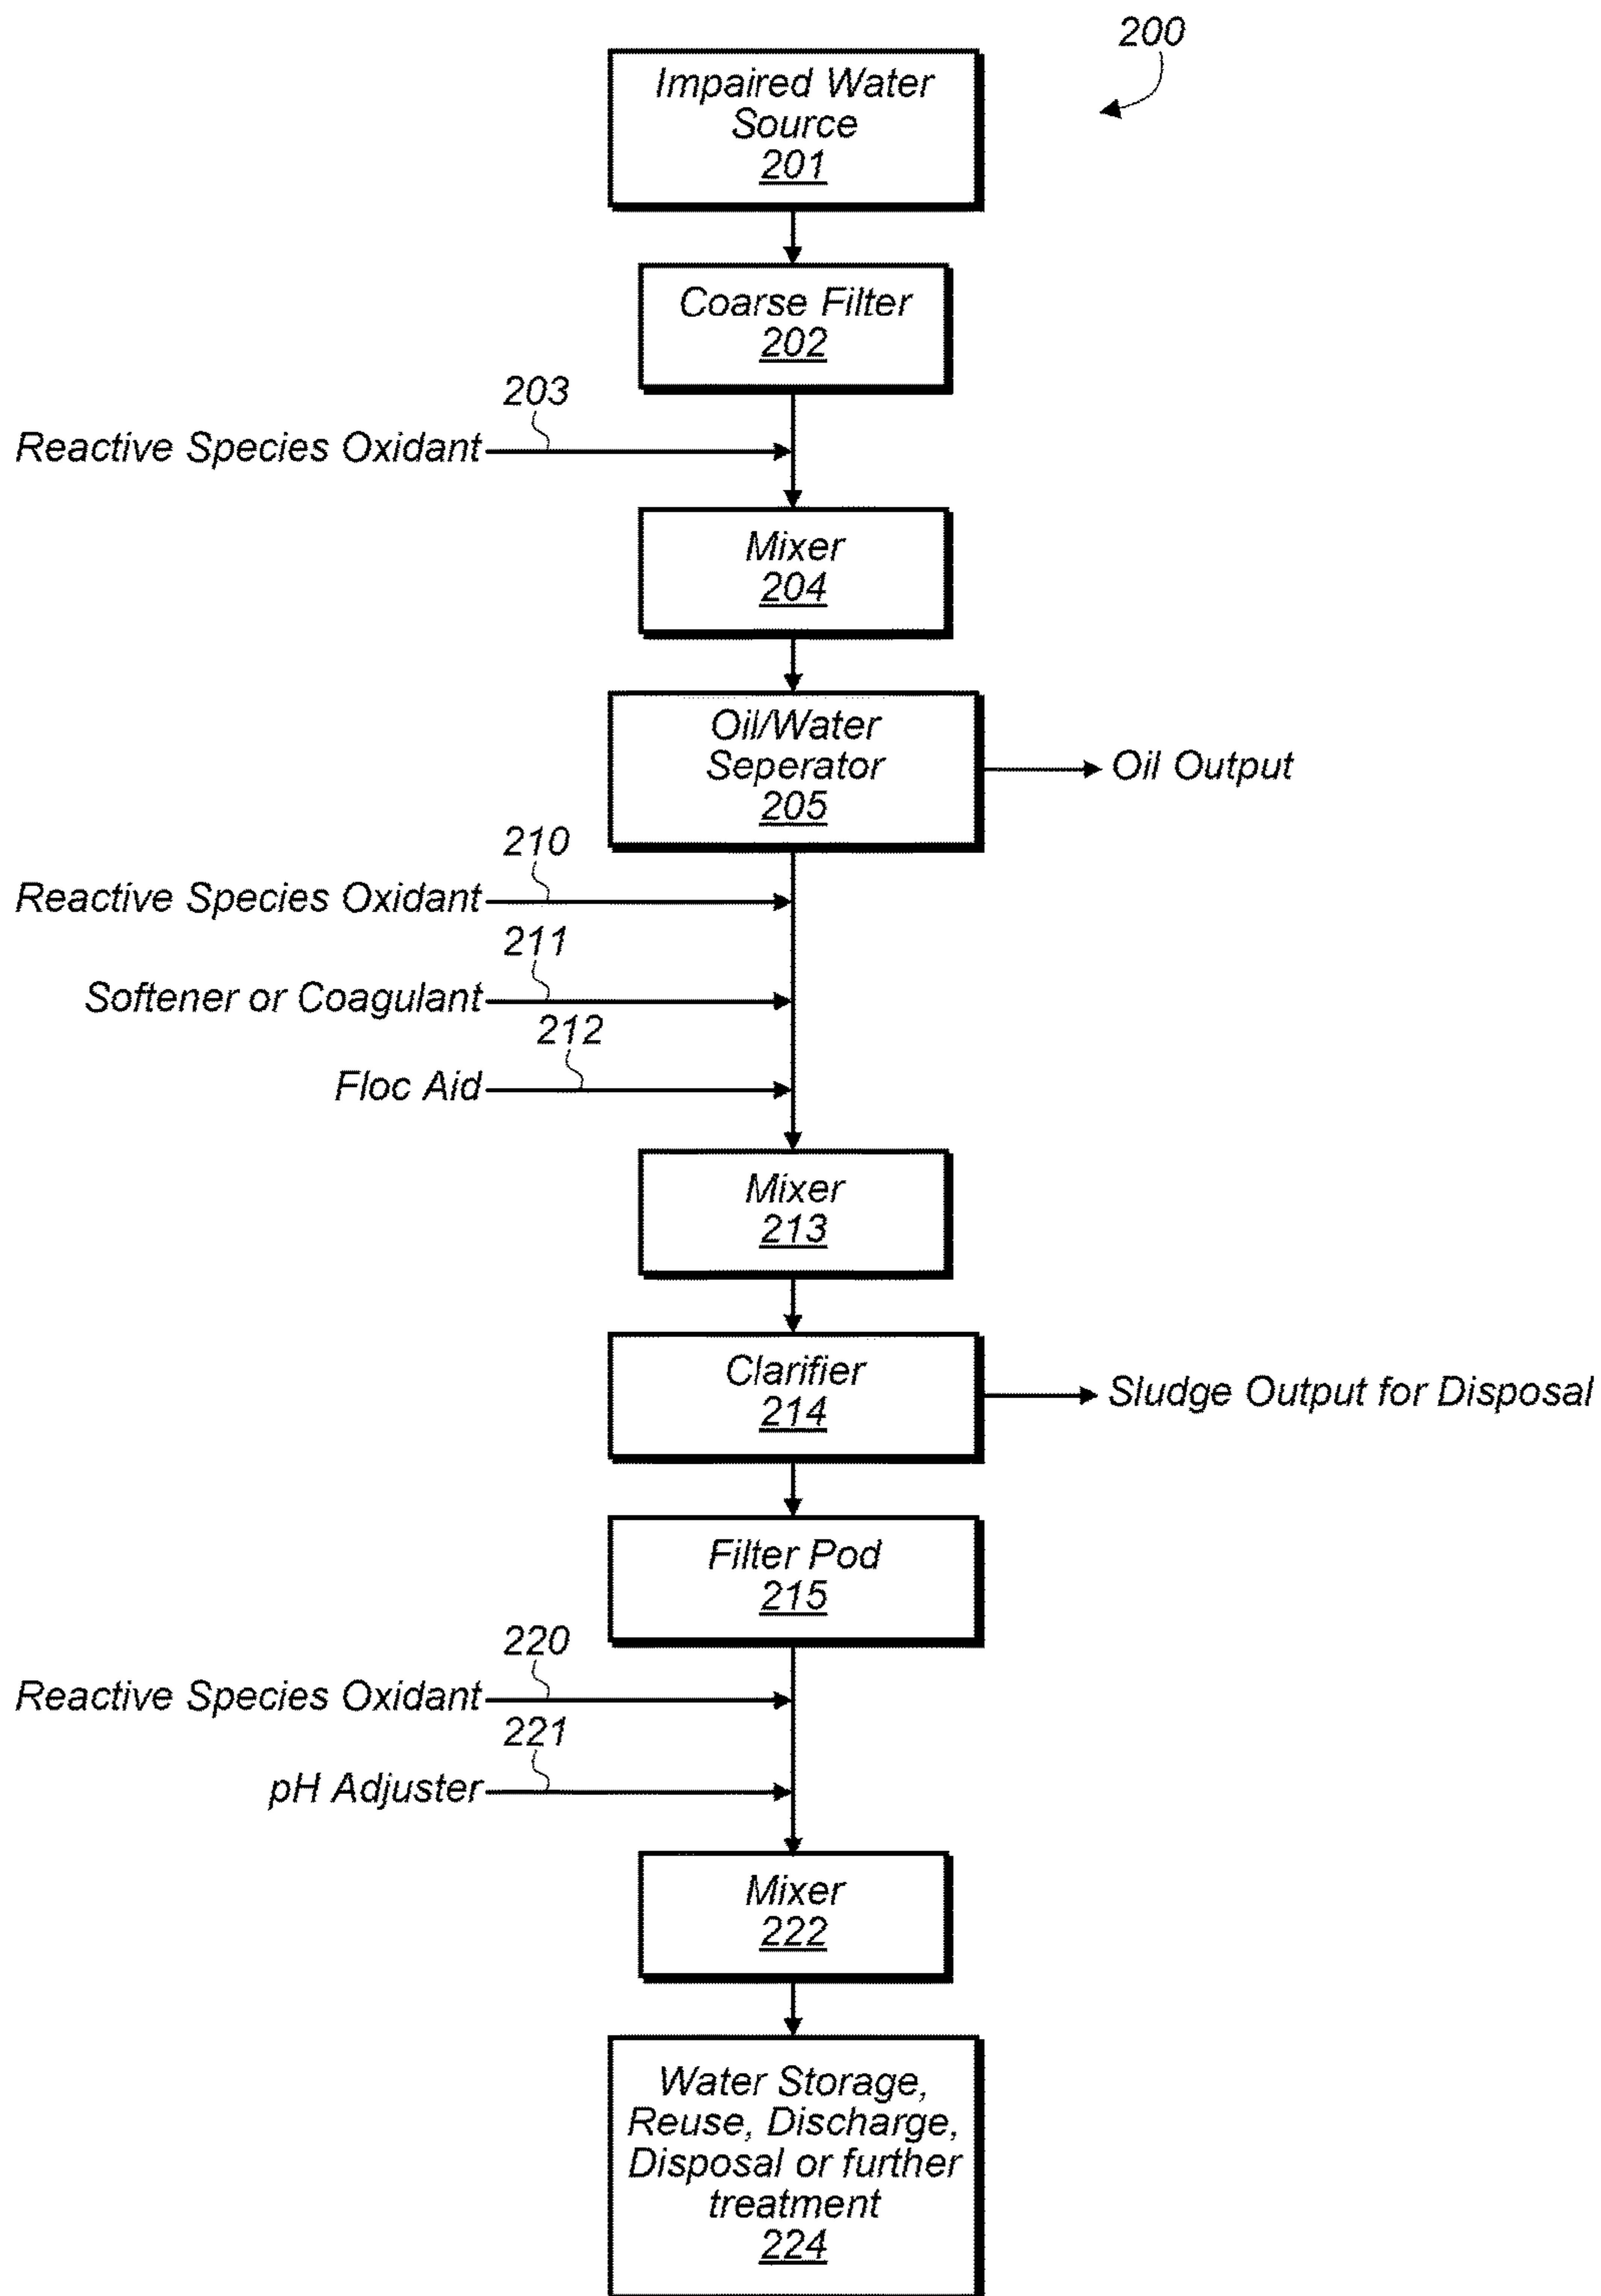 200
Impaired Water
Source
201
Coarse Filter
202
203
Reactive Species Oxidant
Mixer
204
Oil/Water
Seperator
205
Oil Output
210
Reactive Species Oxidant
211
Softener or Coagulant
212
Floc Aid
Mixer
213
Clarifier
214
Sludge Output for Disposal
Filter Pod
215
220
Reactive Species Oxidant
221
pH Adjuster
Mixer
222
Water Storage,
Reuse, Discharge,
Disposal or further
treatment
224